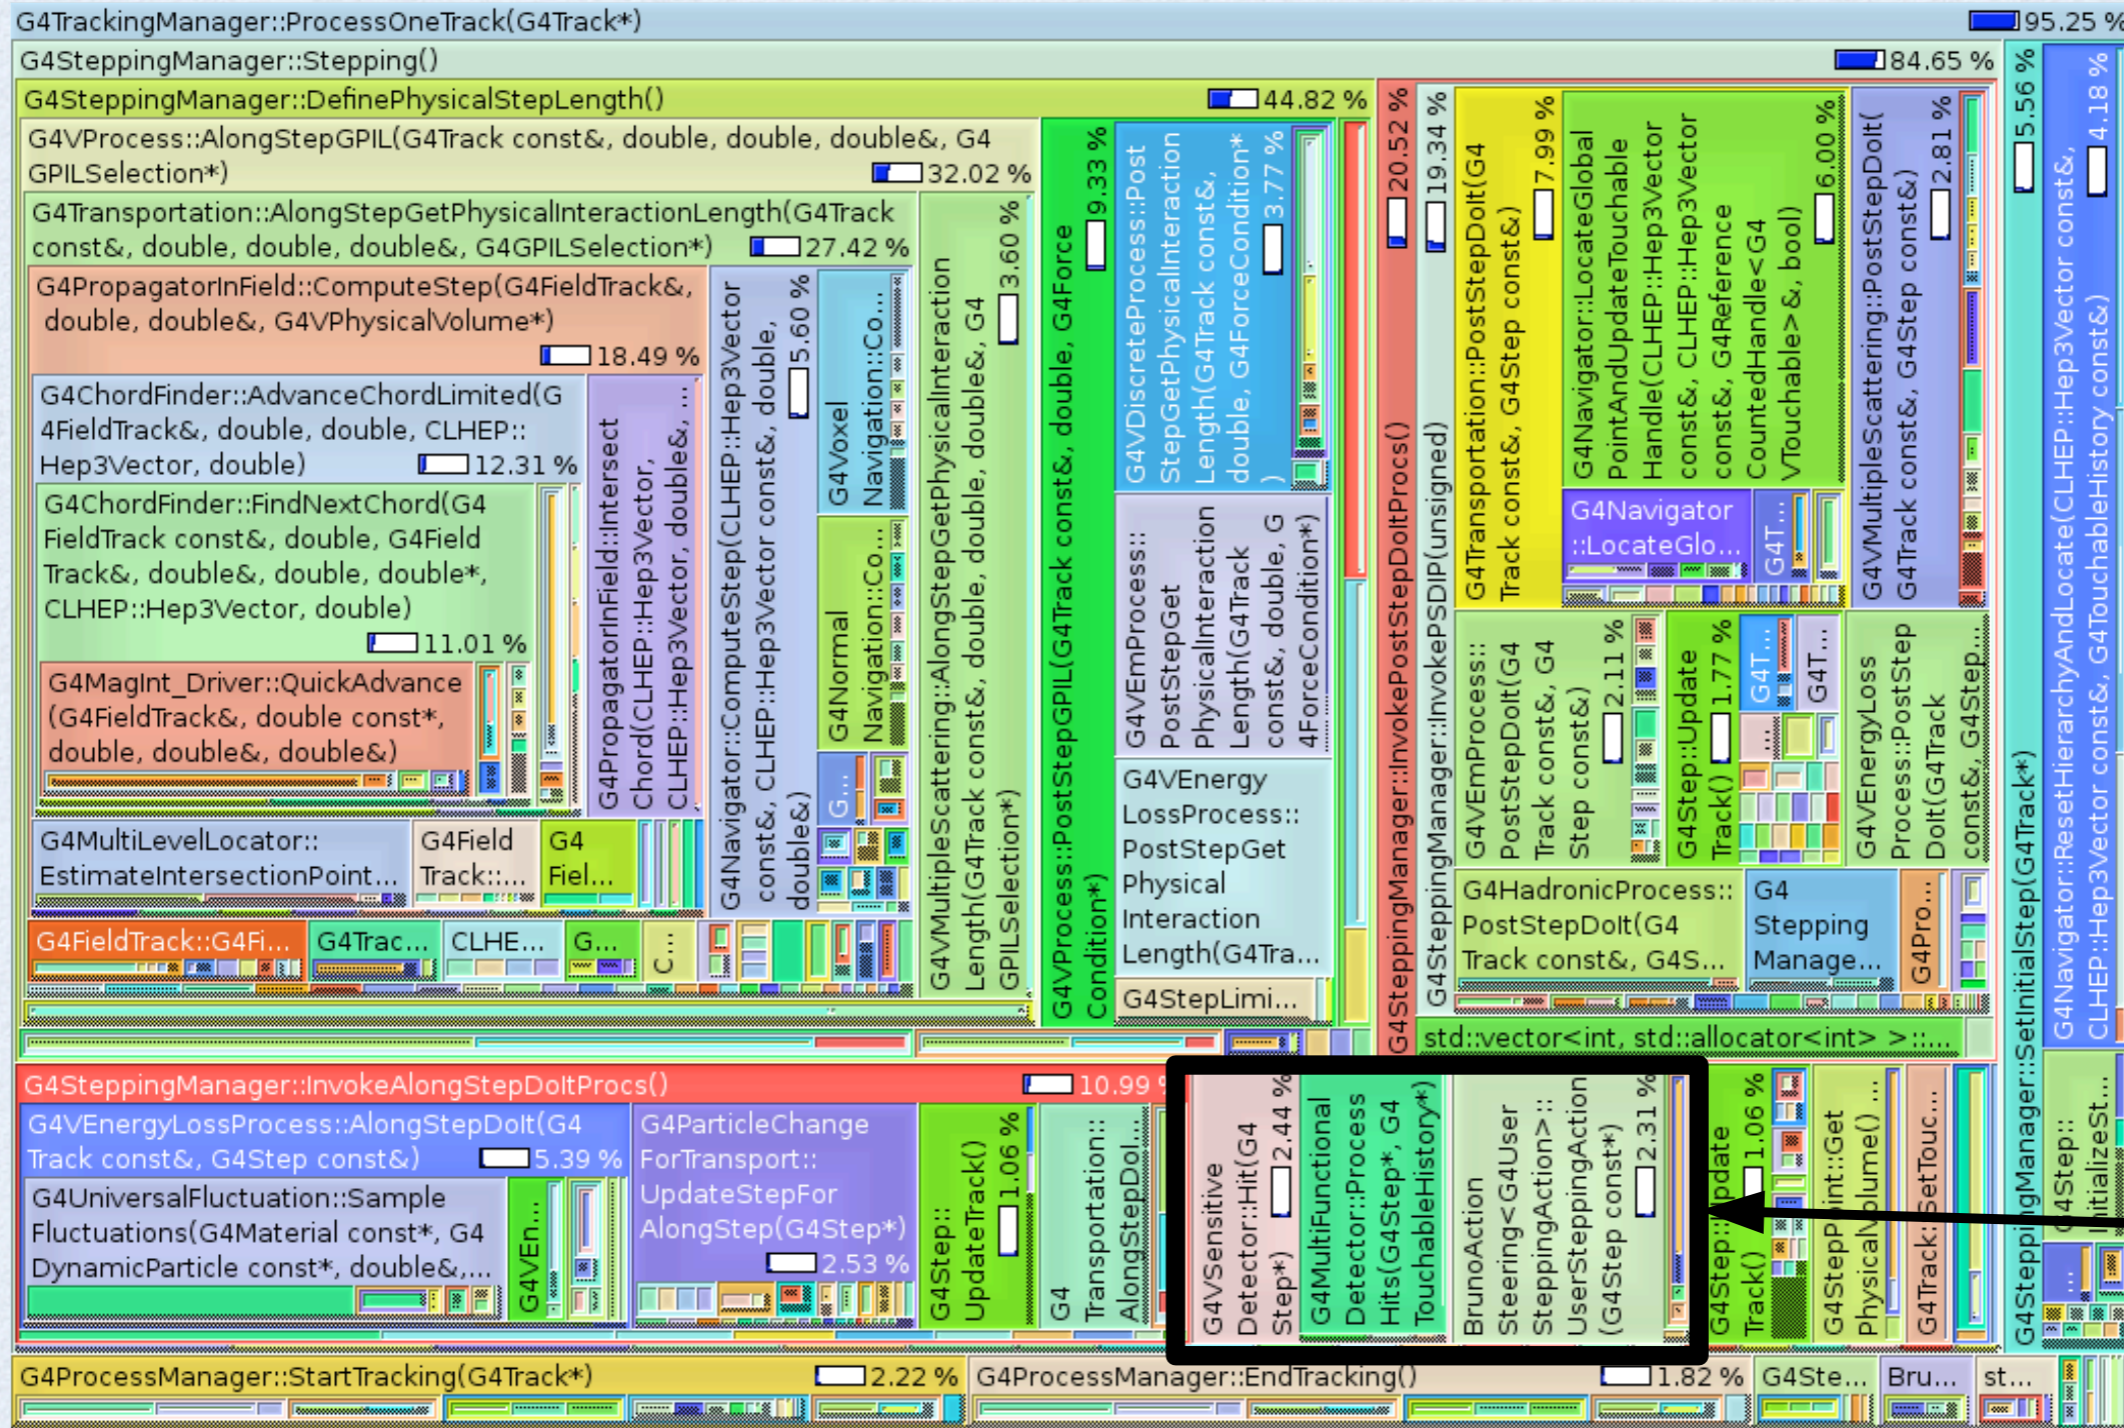 G4TrackingManager::ProcessOneTrack(G4Track*)
95.25 %
G4SteppingManager::Stepping()
84.65 %
G4SteppingManager::DefinePhysicalStepLength()
44.82 %
G4VProcess::AlongStepGPIL(G4Track const&, double, double, double&, G4
GPILSelection*)
32.02 %
G4Transportation::AlongStepGetPhysicalInteractionLength(G4Track
const&, double, double, double&, G4GPILSelection*)
27.42 %
G4PropagatorInField::ComputeStep(G4FieldTrack&,
double, double&, G4VPhysicalVolume*)
18.49 %
G4ChordFinder::AdvanceChordLimited(G
4FieldTrack&, double, double, CLHEP::
Hep3Vector, double)
12.31 %
G4ChordFinder::FindNextChord(G4
FieldTrack const&, double, G4Field
Track&, double&, double, double*,
CLHEP::Hep3Vector, double)
11.01 %
G4MagInt_Driver::QuickAdvance
(G4FieldTrack&, double const*,
double, double&, double&)
G4PropagatorInField::Intersect
Chord(CLHEP::Hep3Vector,
CLHEP::Hep3Vector, double&, ...
G4MultiLevelLocator::
EstimateIntersectionPoint...
G4Field
Track::...
G4
Fiel...
G4Navigator::ComputeStep(CLHEP::Hep3Vector
const&, CLHEP::Hep3Vector const&, double,
double&)
5.60 %
G4Voxel
Navigation::Co...
G4Normal
Navigation::Co...
G...
G4FieldTrack::G4Fi...
G4Trac...
CLHE...
G...
C...
G4VMultipleScattering::AlongStepGetPhysicalInteraction
Length(G4Track const&, double, double, double&, G4
GPILSelection*)
3.60 %
G4VProcess::PostStepGPIL(G4Track const&, double, G4Force
Condition*)
9.33 %
G4VDiscreteProcess::Post
StepGetPhysicalInteraction
Length(G4Track const&,
double, G4ForceCondition*
)
3.77 %
G4VEmProcess::
PostStepGet
PhysicalInteraction
Length(G4Track
const&, double, G
4ForceCondition*)
G4VEnergy
LossProcess::
PostStepGet
Physical
Interaction
Length(G4Tra...
G4StepLimi...
G4SteppingManager::InvokePostStepDoItProcs()
20.52 %
G4SteppingManager::InvokePSDIP(unsigned)
19.34 %
G4Transportation::PostStepDoIt(G4
Track const&, G4Step const&)
7.99 %
G4Navigator::LocateGlobal
PointAndUpdateTouchable
Handle(CLHEP::Hep3Vector
const&, CLHEP::Hep3Vector
const&, G4Reference
CountedHandle<G4
VTouchable>&, bool)
6.00 %
G4Navigator
::LocateGlo...
G4T...
G4VMultipleScattering::PostStepDoIt(
G4Track const&, G4Step const&)
2.81 %
G4VEmProcess::
PostStepDoIt(G4
Track const&, G4
Step const&)
2.11 %
G4Step::Update
Track()
1.77 %
G4T...
G4T...
...
G4VEnergyLoss
Process::PostStep
DoIt(G4Track
const&, G4Step...
G4HadronicProcess::
PostStepDoIt(G4
Track const&, G4S...
G4
Stepping
Manage...
G4Pro...
std::vector<int, std::allocator<int> >::...
G4SteppingManager::SetInitialStep(G4Track*)
5.56 %
G4Navigator::ResetHierarchyAndLocate(CLHEP::Hep3Vector const&,
CLHEP::Hep3Vector const&, G4TouchableHistory const&)
4.18 %
G4Step::
InitializeSt...
...
G4SteppingManager::InvokeAlongStepDoItProcs()
10.99 %
G4VEnergyLossProcess::AlongStepDoIt(G4
Track const&, G4Step const&)
5.39 %
G4UniversalFluctuation::Sample
Fluctuations(G4Material const*, G4
DynamicParticle const*, double&,...
G4VEn...
G4ParticleChange
ForTransport::
UpdateStepFor
AlongStep(G4Step*)
2.53 %
G4Step::
UpdateTrack()
1.06 %
G4
Transportation::
AlongStepDoI...
G4VSensitive
Detector::Hit(G4
Step*)
2.44 %
G4MultiFunctional
Detector::Process
Hits(G4Step*, G4
TouchableHistory*)
BrunoAction
Steering<G4User
SteppingAction>::
UserSteppingAction
(G4Step const*)
2.31 %
G4Step::Update
Track()
1.06 %
G4StepPoint::Get
PhysicalVolume() ...
G4Track::SetTouc...
G4ProcessManager::StartTracking(G4Track*)
2.22 %
G4ProcessManager::EndTracking()
1.82 %
G4Ste...
Bru...
st...